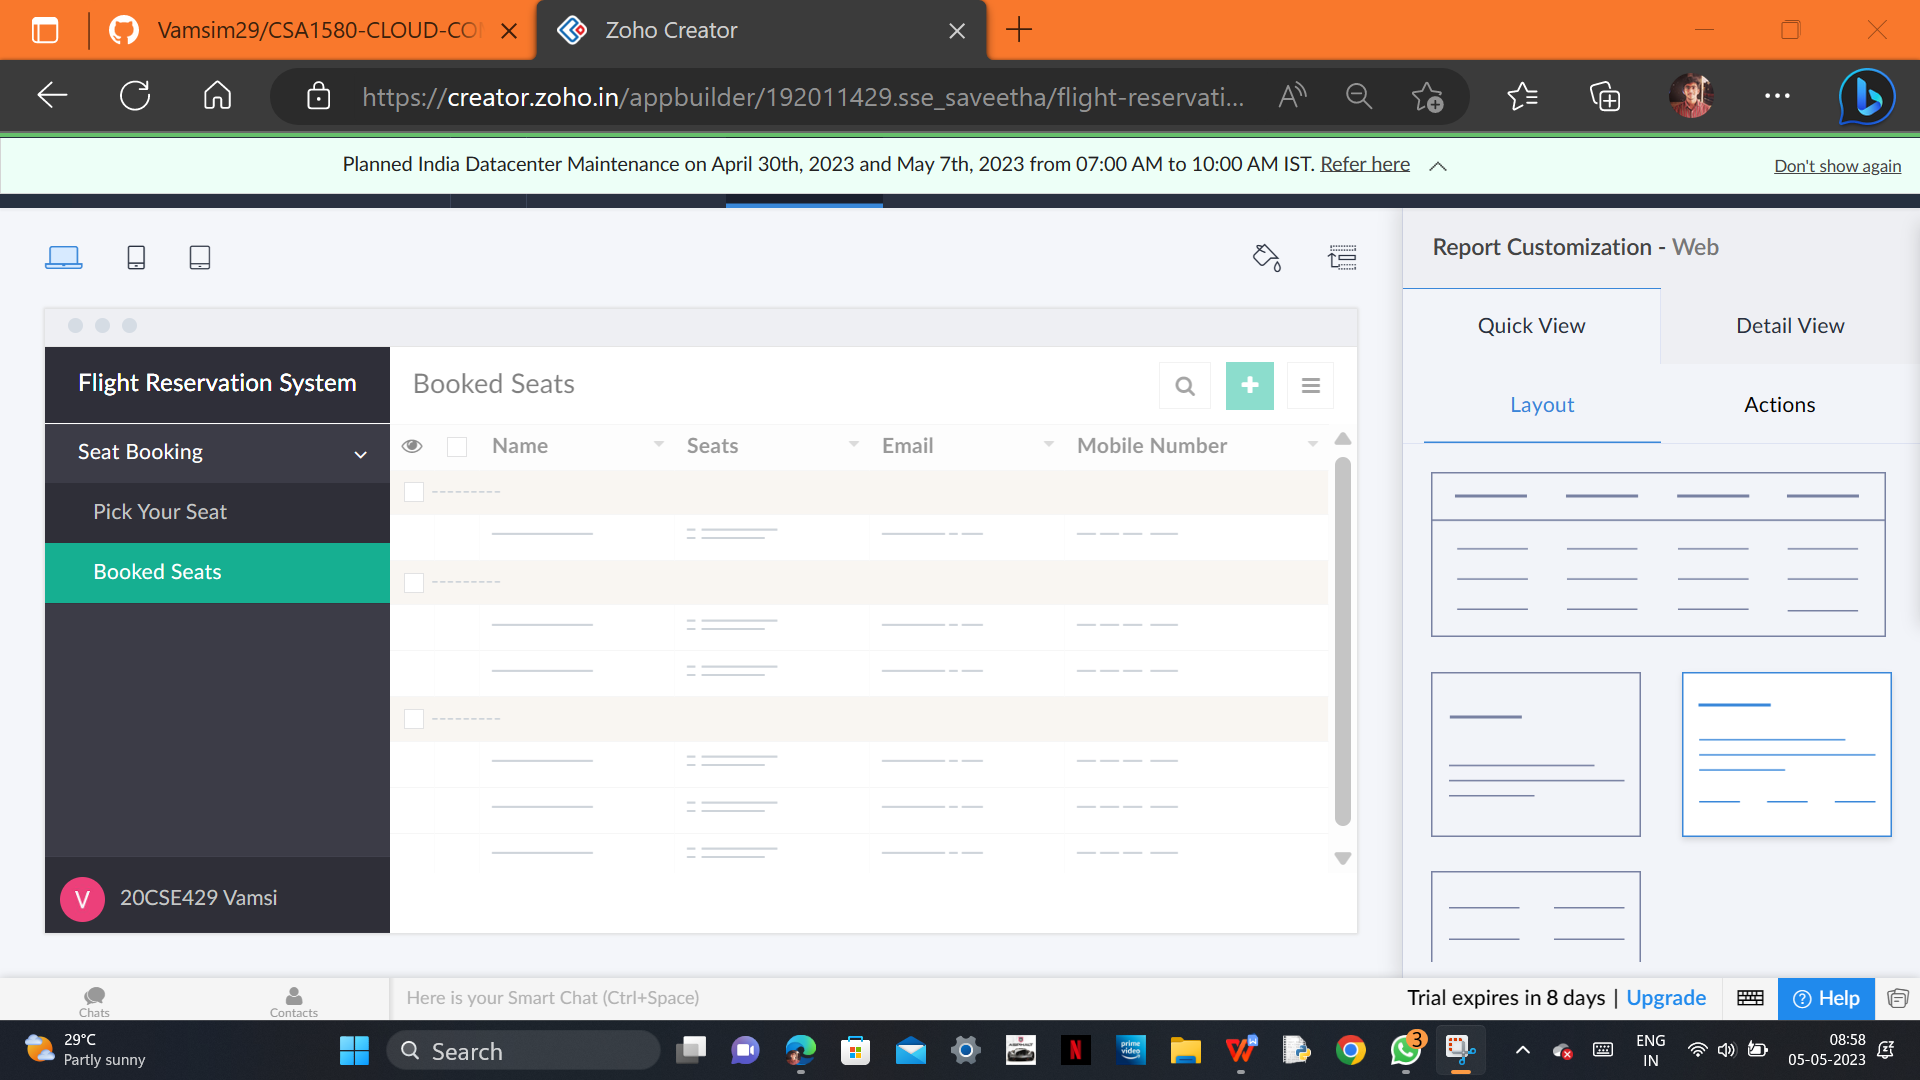 Vamsim29/CSA1580-CLOUD-CO
Zoho Creator
https://creator.zoho.in/appbuilder/192011429.sse_saveetha/flight-reservati...
Planned India Datacenter Maintenance on April 30th, 2023 and May 7th, 2023 from 07:00 AM to 10:00 AM IST. Refer here
Don't show again
Report Customization - Web
Quick View
Detail View
Layout
Actions
Flight Reservation System
Seat Booking
Pick Your Seat
Booked Seats
V
20CSE429 Vamsi
Booked Seats
Name
Seats
Email
Mobile Number
Chats
Contacts
Here is your Smart Chat (Ctrl+Space)
Trial expires in 8 days | Upgrade
Help
29°C
Partly sunny
Search
prime
video
3
ENG
IN
08:58
05-05-2023